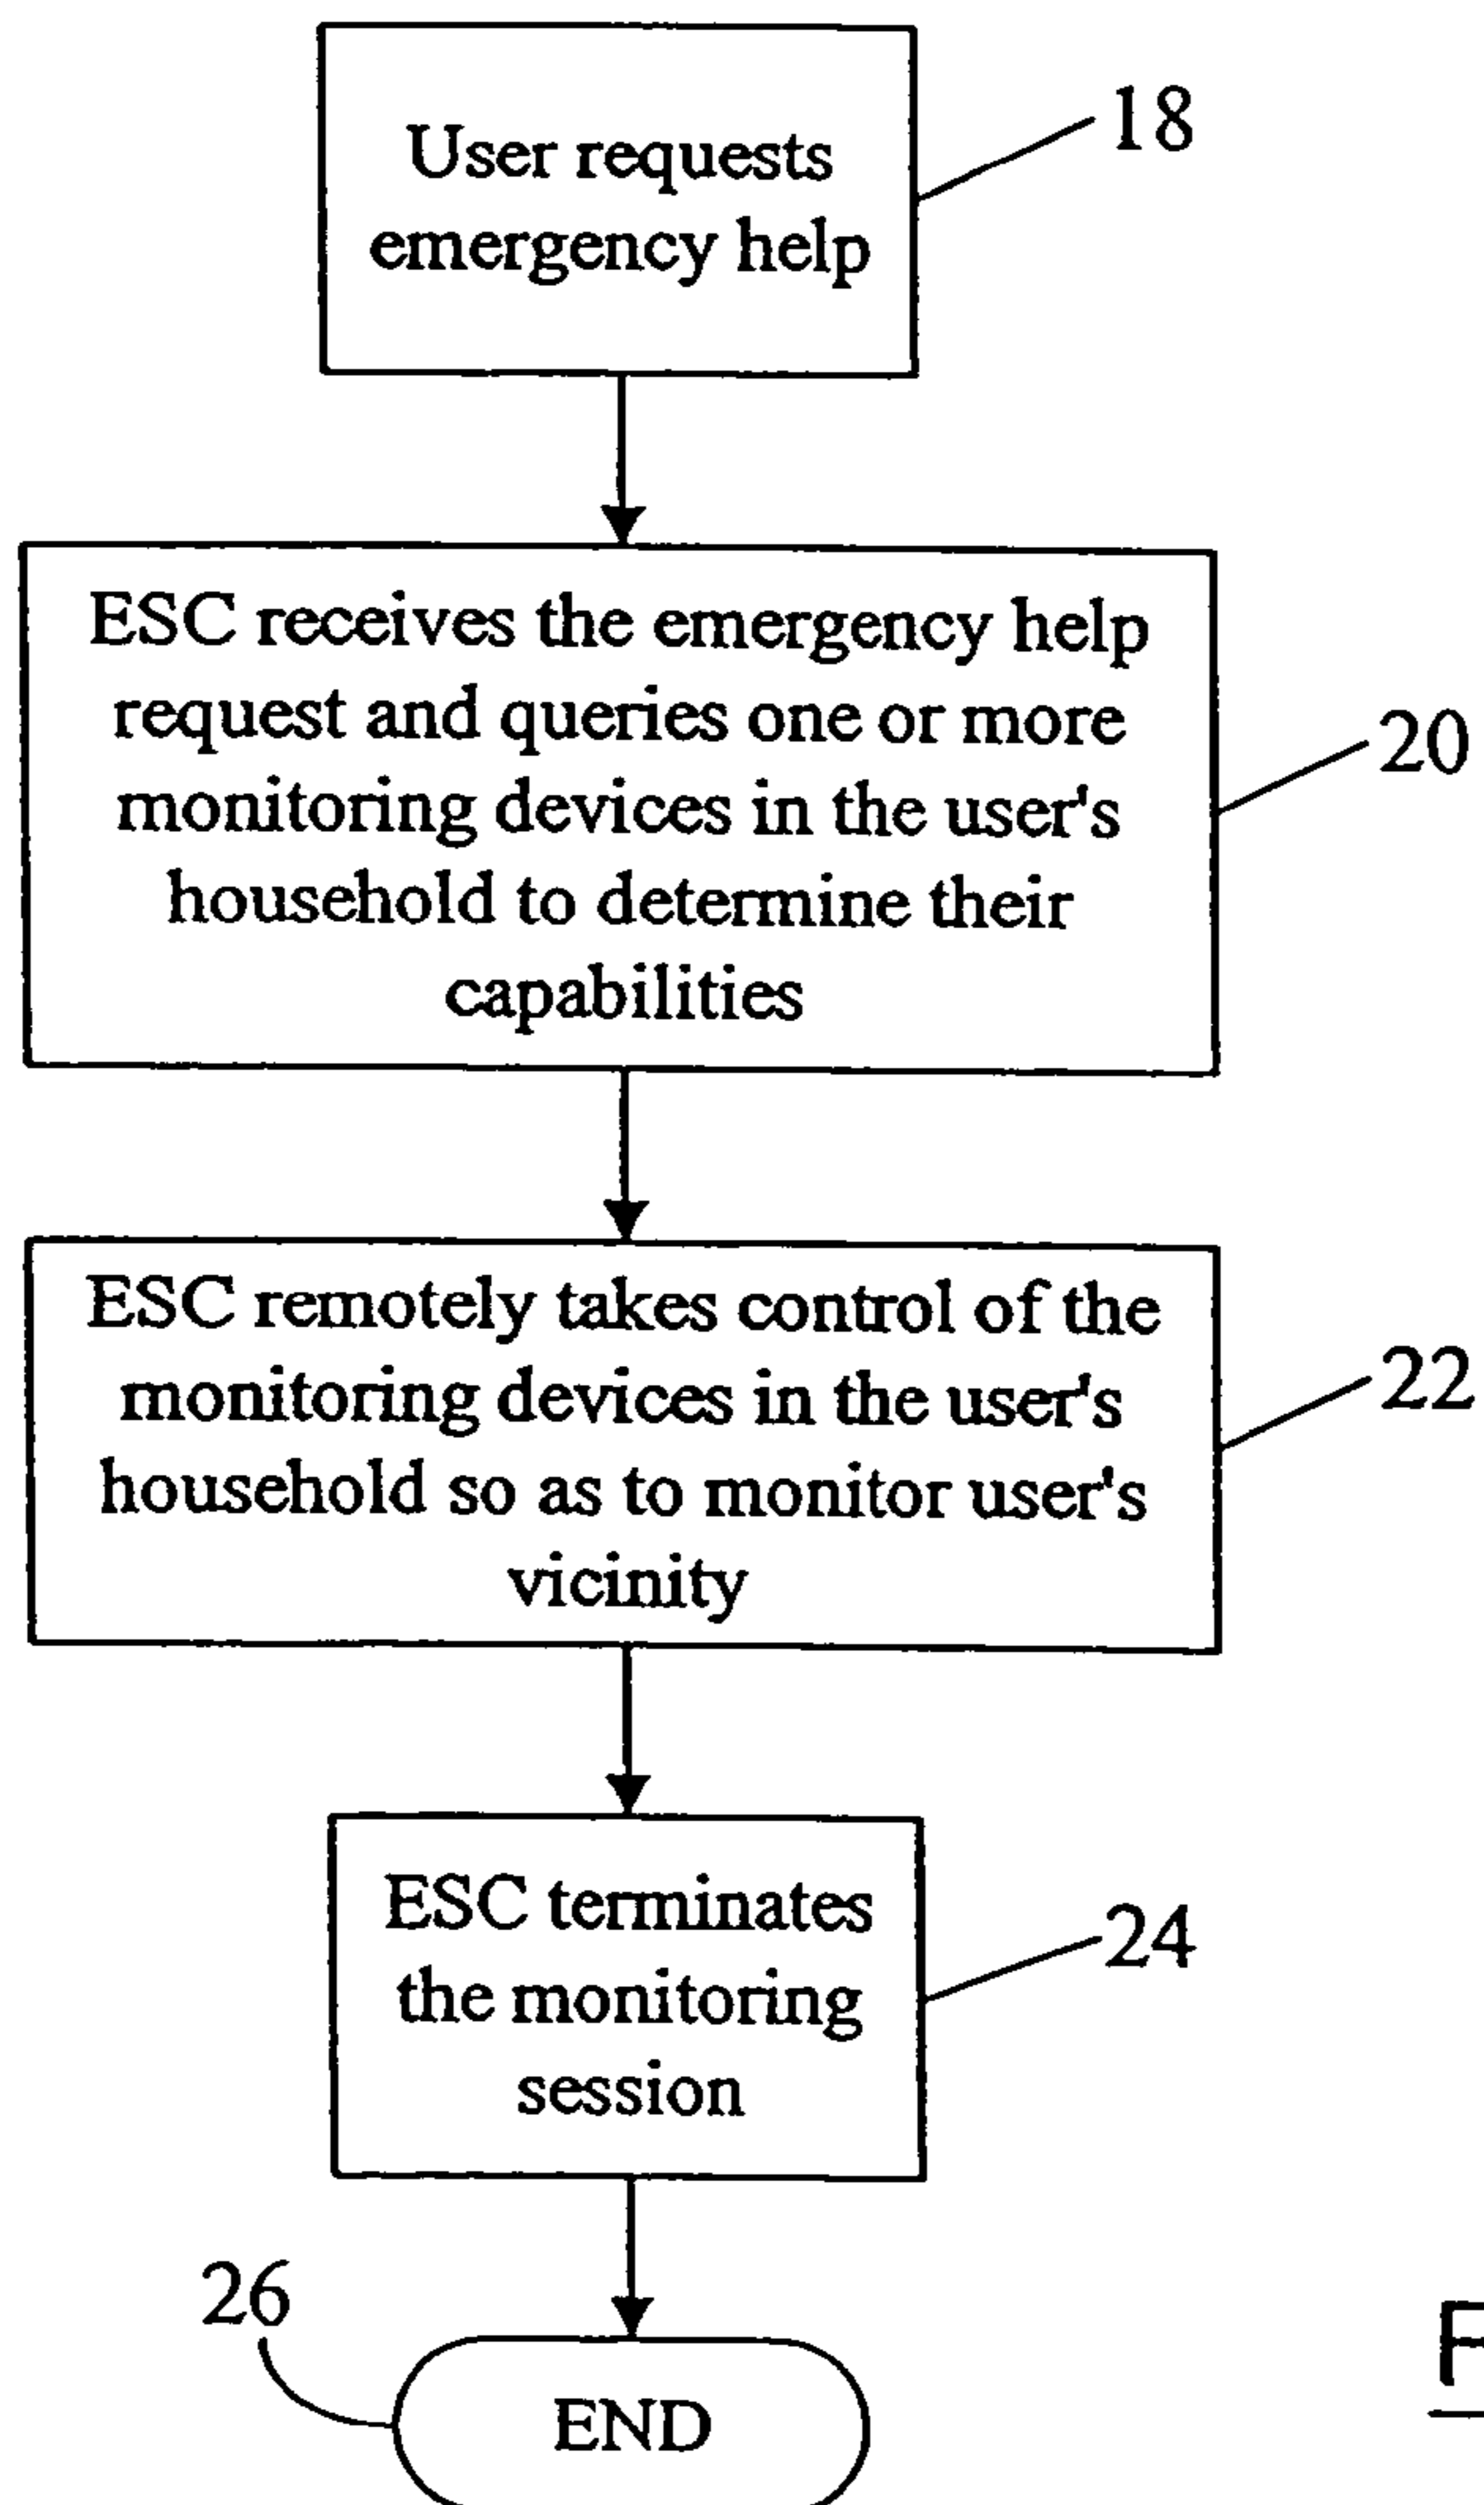 User requests
emergency help
18
ESC receives the emergency help
request and queries one or more
monitoring devices in the user's
household to determine their
capabilities
20
ESC remotely takes control of the
monitoring devices in the user's
household so as to monitor user's
vicinity
22
ESC terminates
the monitoring
session
24
26
END